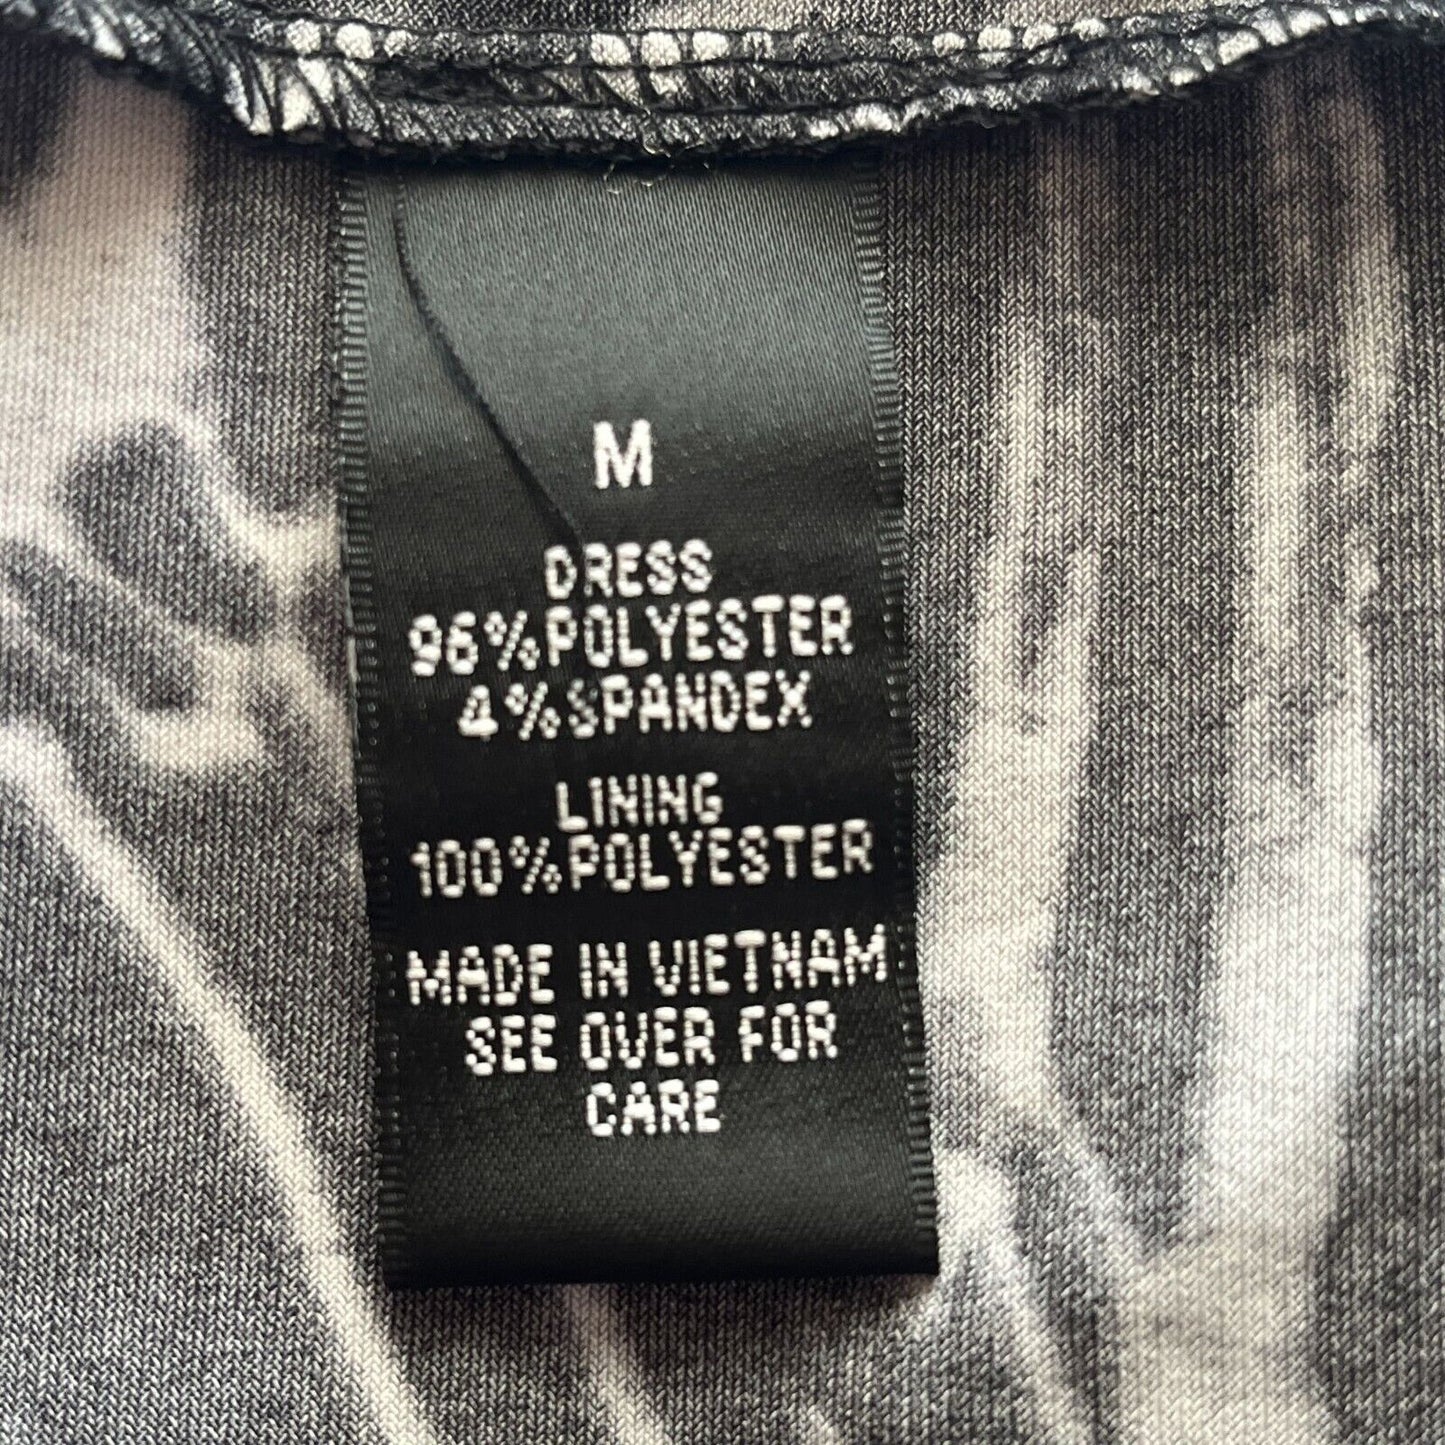 M
DRESS
96%POLYESTER
4%SPANDEX
LINING
100%POLYESTER
MADE IN VIETNAM
SEE OVER FOR
CARE